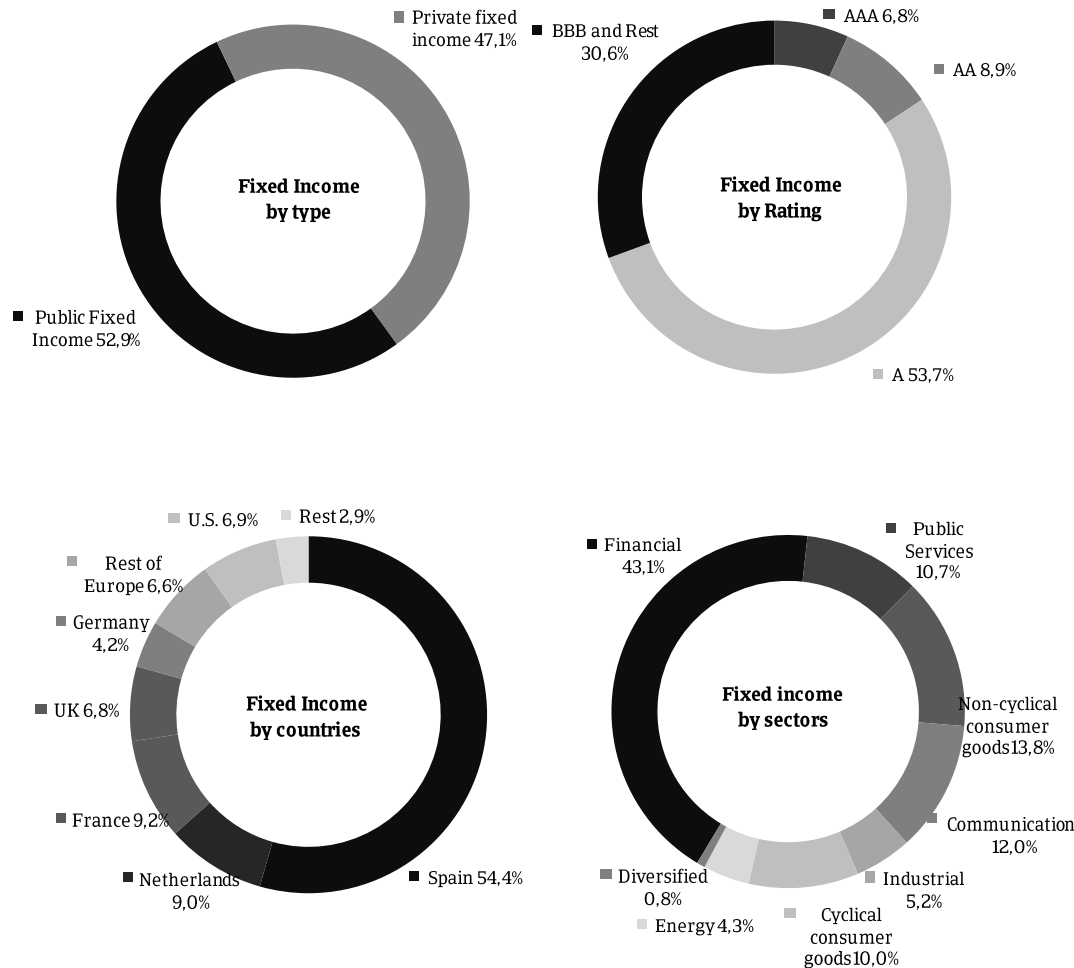 Private fixed
income 47,1%
Fixed Income
by type
Public Fixed
Income 52,9%
BBB and Rest
30,6%
AAA 6,8%
AA 8,9%
Fixed Income
by Rating
A 53,7%
U.S. 6,9%
Rest 2,9%
Rest of
Europe 6,6%
Germany
4,2%
UK 6,8%
Fixed Income
by countries
France 9,2%
Netherlands
9,0%
Spain 54,4%
Financial
43,1%
Public
Services
10,7%
Fixed income
by sectors
Non-cyclical
consumer
goods13,8%
Communication
12,0%
Industrial
5,2%
Diversified
0,8%
Energy 4,3%
Cyclical
consumer
goods10,0%